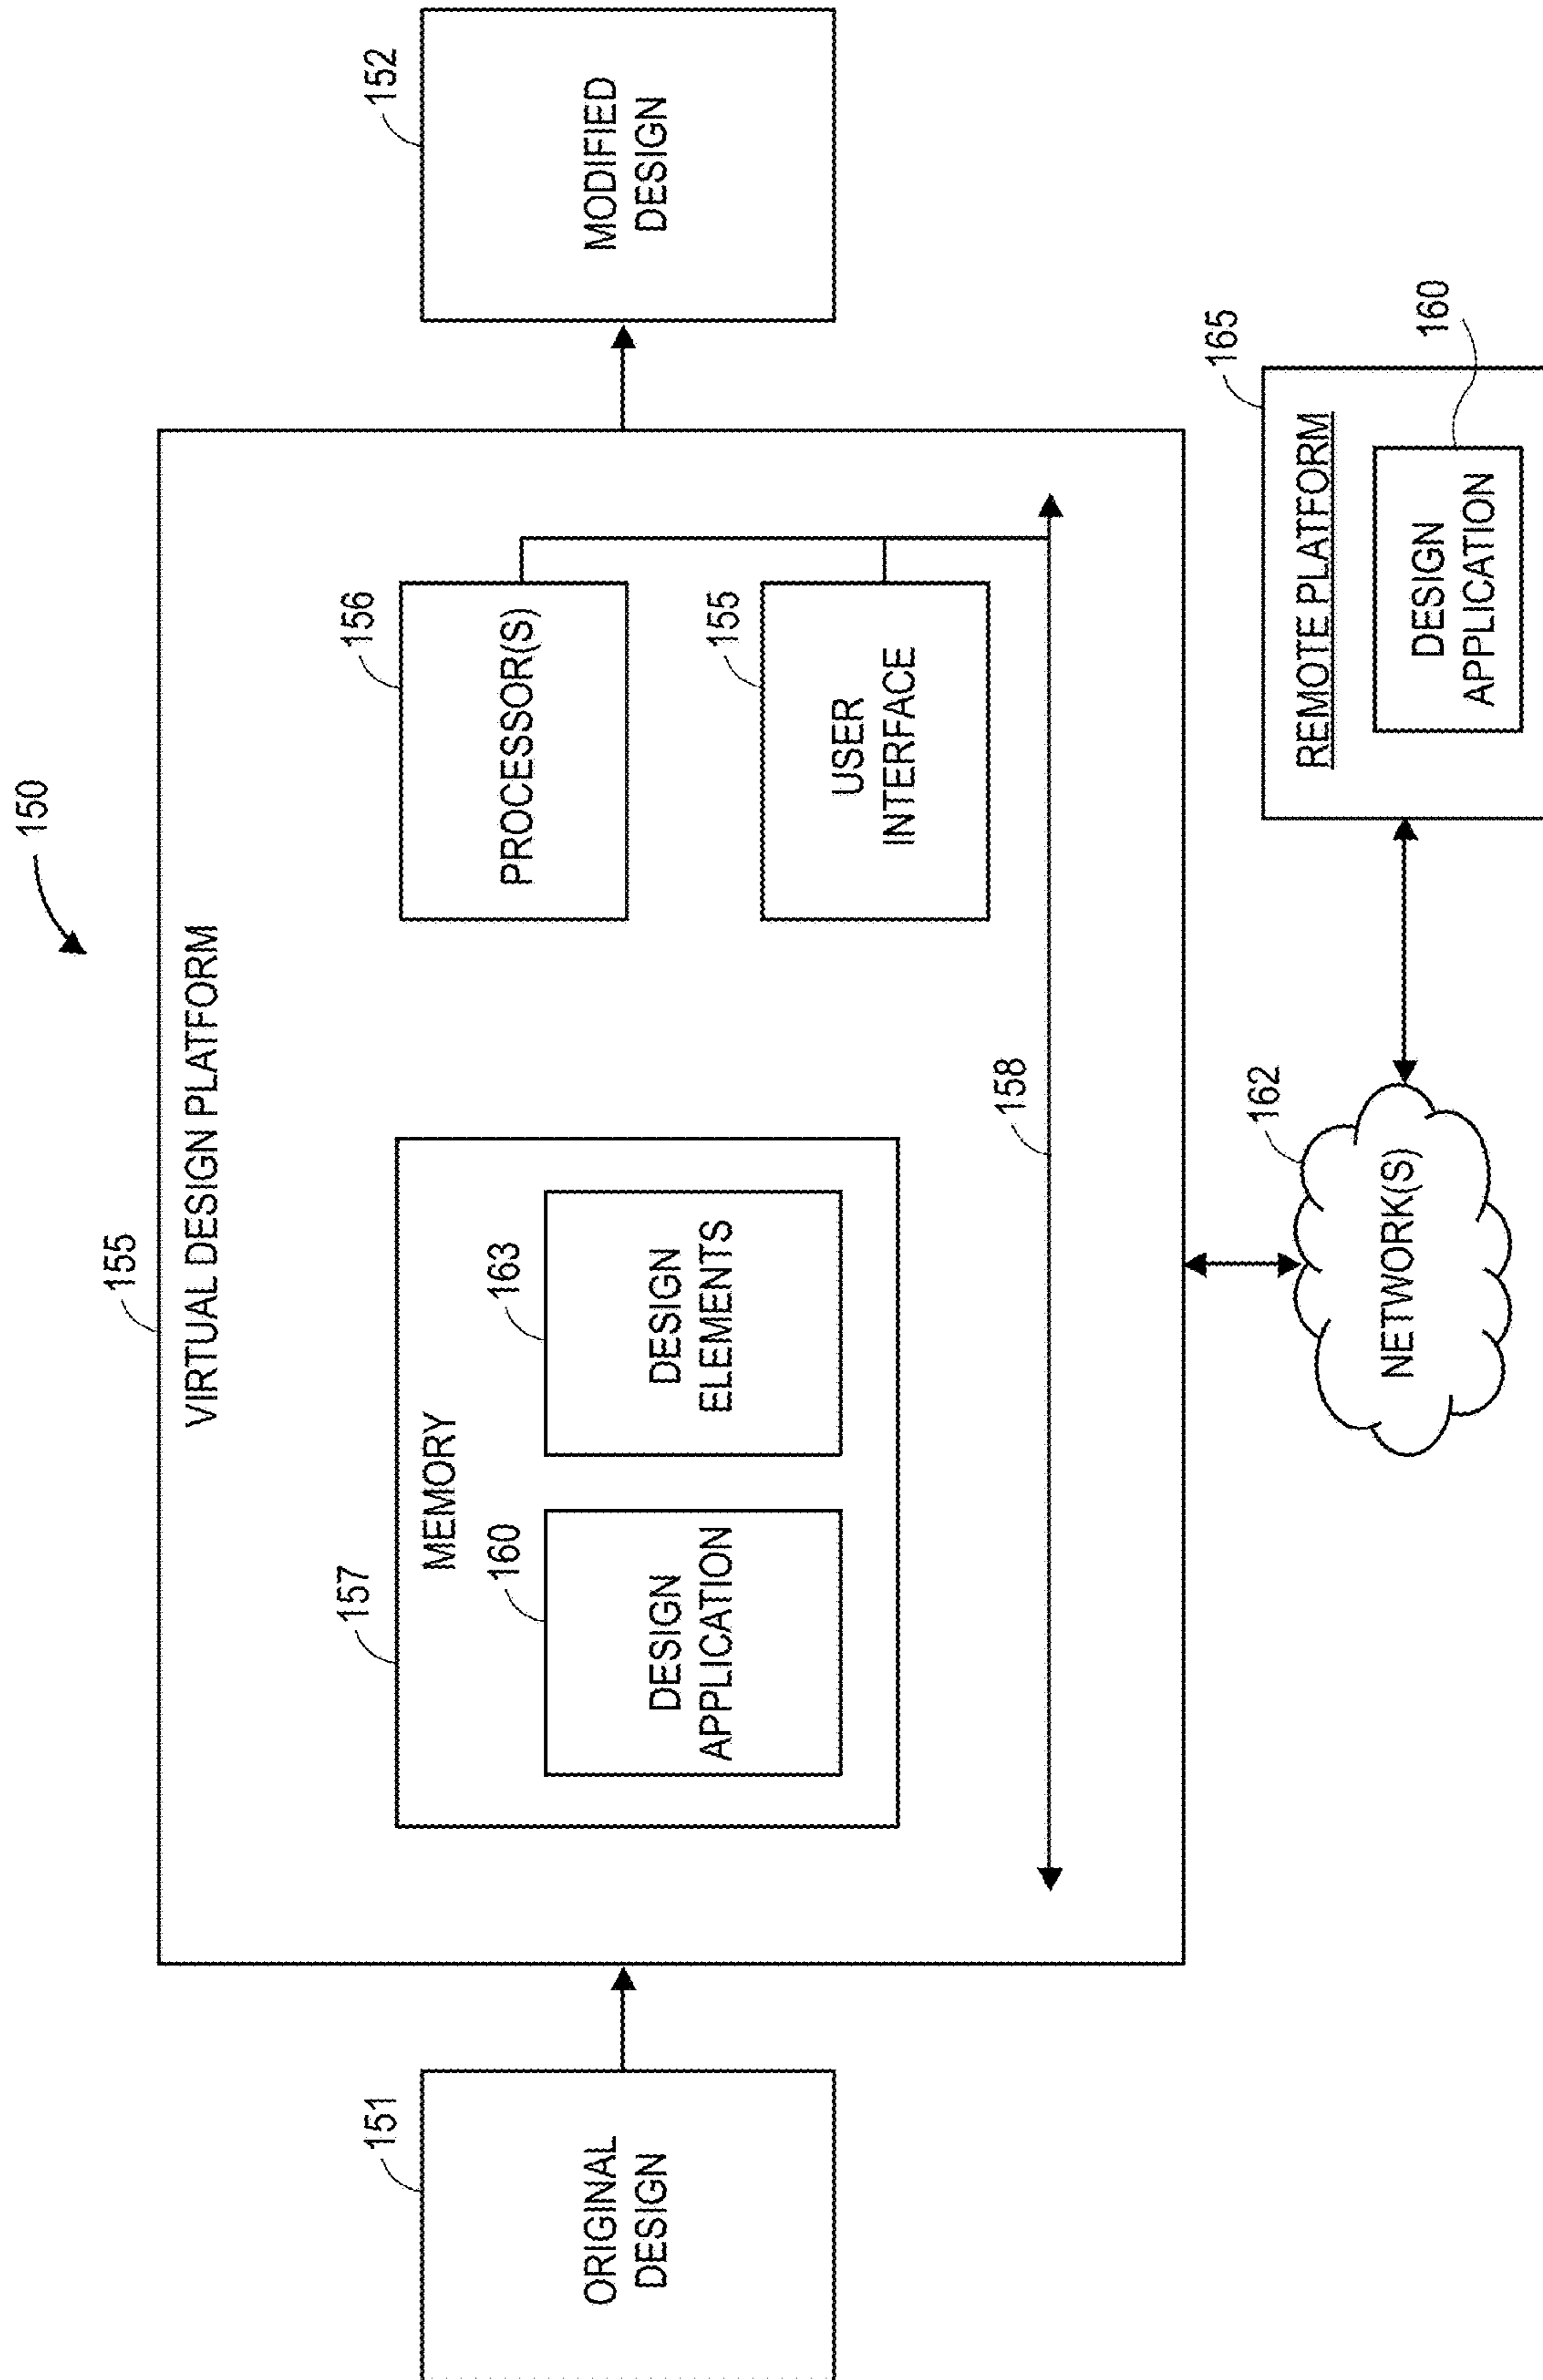 150
155
VIRTUAL DESIGN PLATFORM
151
ORIGINAL
DESIGN
157
MEMORY
160
DESIGN
APPLICATION
163
DESIGN
ELEMENTS
156
PROCESSOR(S)
155
USER
INTERFACE
158
152
MODIFIED
DESIGN
162
NETWORK(S)
165
REMOTE PLATFORM
160
DESIGN
APPLICATION